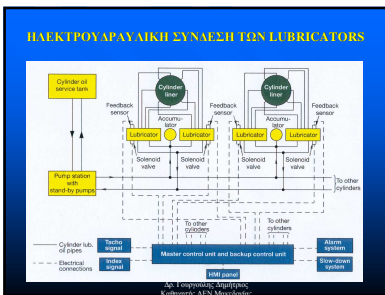 ΗΛΕΚΤΡΟΥΔΡΑΥΛΙΚΗ ΣΥΝΔΕΣΗ ΤΩΝ LUBRICATORS
Cylinder oil
service tank
Cylinder
liner
Cylinder
liner
Feedback
sensor
Accumu-
lator
Feedback
sensor
Feedback
sensor
Accumu-
lator
Feedback
sensor
Lubricator
Lubricator
Lubricator
Lubricator
Solenoid
valve
Solenoid
valve
Solenoid
valve
Solenoid
valve
Pump station
with
stand-by pumps
To other
cylinders
To other
cylinders
To other
cylinders
Cylinder lub.
oil pipes
Electrical
connections
Tacho
signal
Index
signal
Master control unit and backup control unit
Alarm
system
Slow-down
system
HMI panel
Δρ. Γουργούλης Δημήτριος
Καθηγητής ΑΕΝ Μακεδονίας